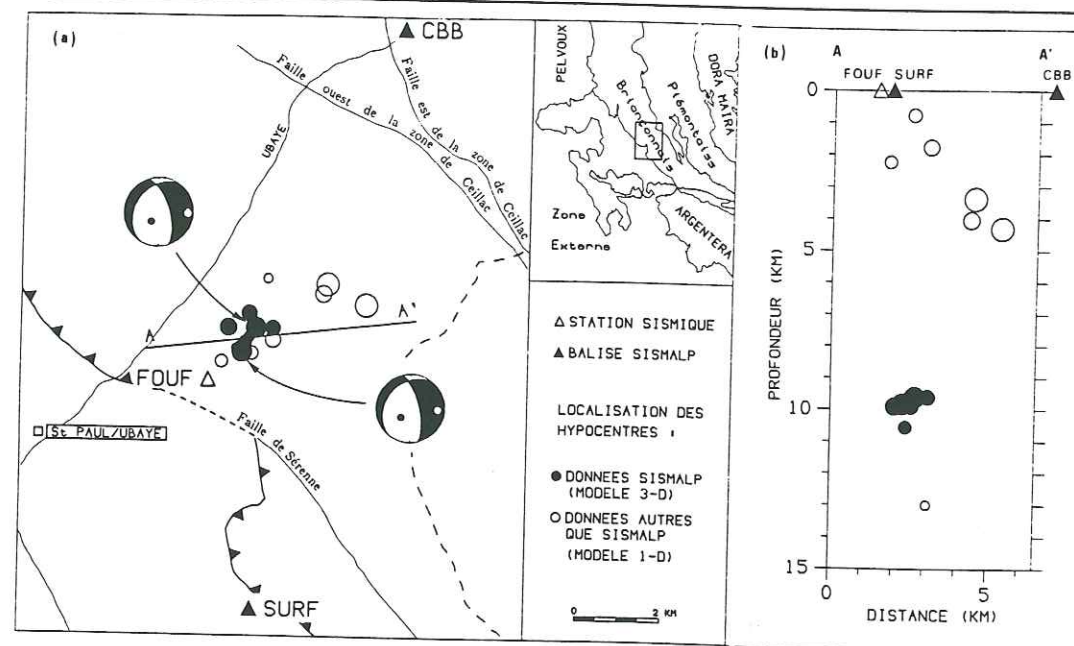 (a)
CBB
Faille ouest de la zone de Ceillac
Faille est de la zone de Ceillac
UBAYE
A
A'
FOUF
St PAUL/UBAYE
Faille de Sérenne
SURF
PELVOUX
Briançonnais
Piémontais
DORA MAIRA
Zone
Externe
ARGENTERA
STATION SISMIQUE
BALISE SISMALP
LOCALISATION DES
HYPOCENTRES :
DONNEES SISMALP
(MODELE 3-D)
DONNEES AUTRES
QUE SISMALP
(MODELE 1-D)
0 2 KM
(b)
A
A'
FOUF SURF
CBB
0
5
10
15
PROFONDEUR (KM)
0 5
DISTANCE (KM)